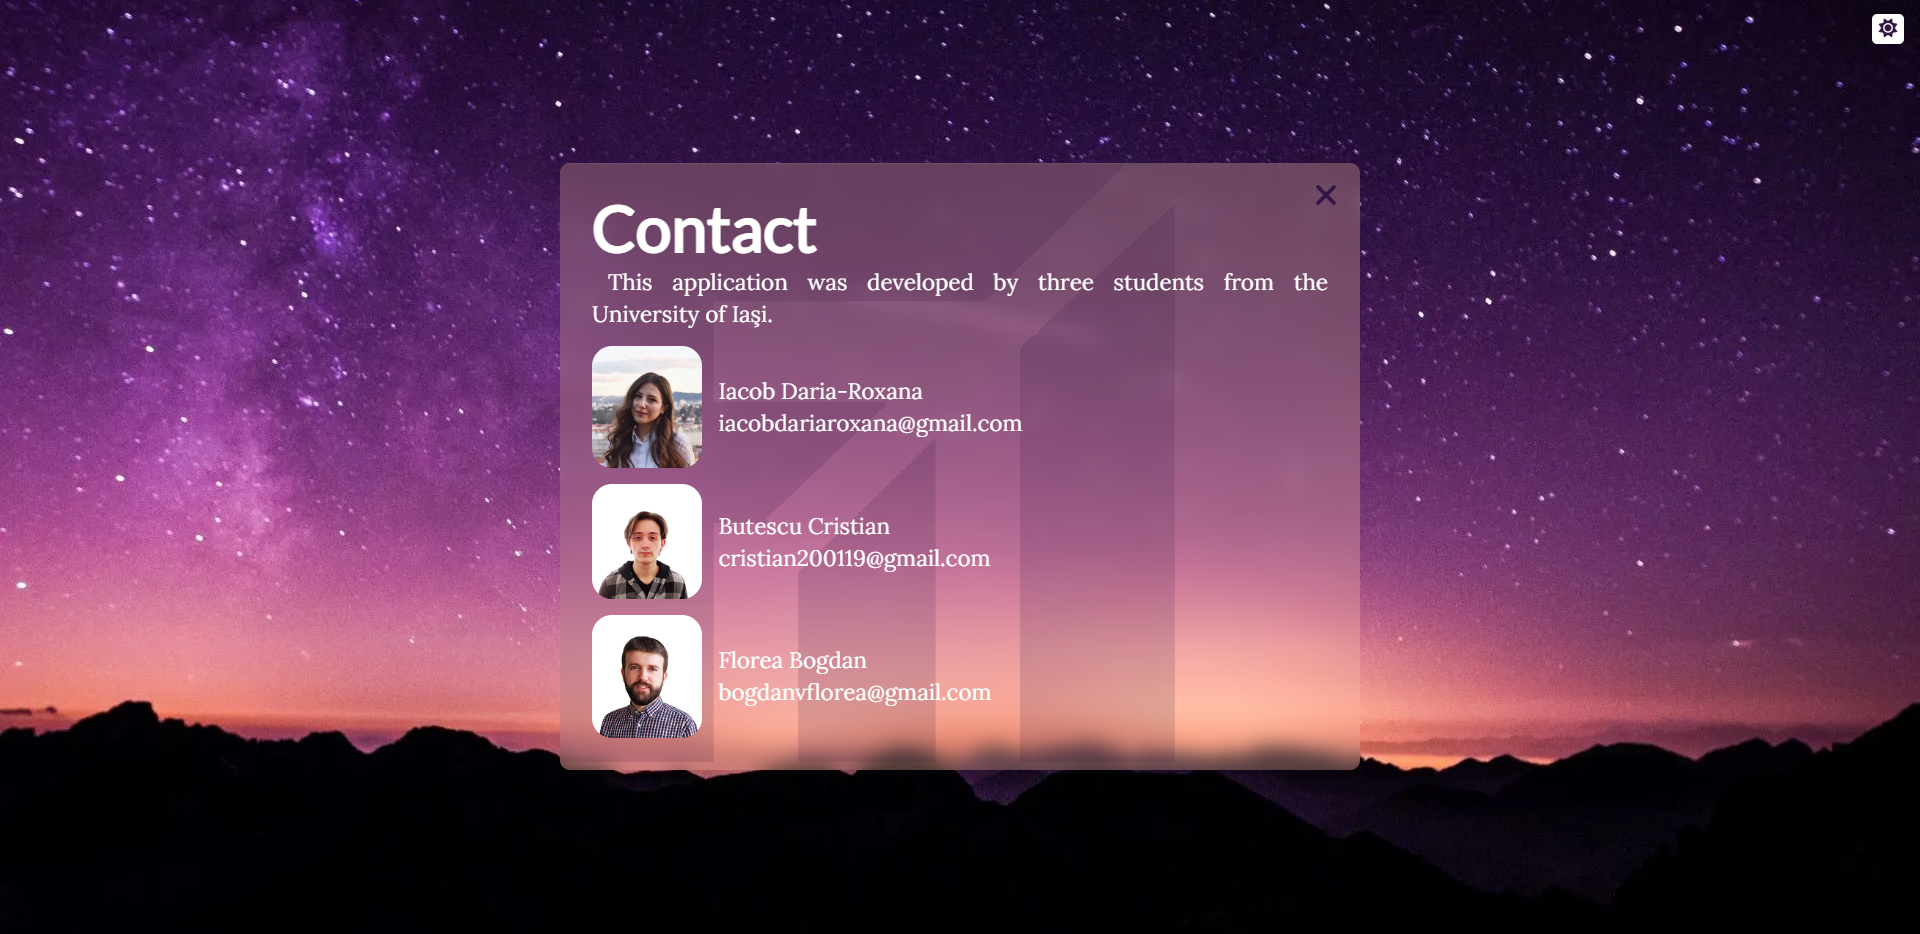 Contact
This application was developed by three students from the
University of Iaşi.
Iacob Daria-Roxana
iacobdariaroxana@gmail.com
Butescu Cristian
cristian200119@gmail.com
Florea Bogdan
bogdanvflorea@gmail.com